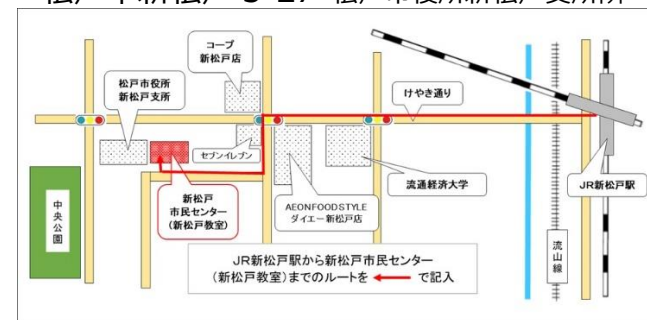 コープ
新松戸店
松戸市役所
新松戸支所
けやき通り
セブンイレブン
新松戸
市民センター
(新松戸教室)
AEONFOODSTYLE
ダイエー新松戸店
流通経済大学
JR新松戸駅
中央公園
流山線
JR新松戸駅から新松戸市民センター
(新松戸教室)までのルートを ← で記入